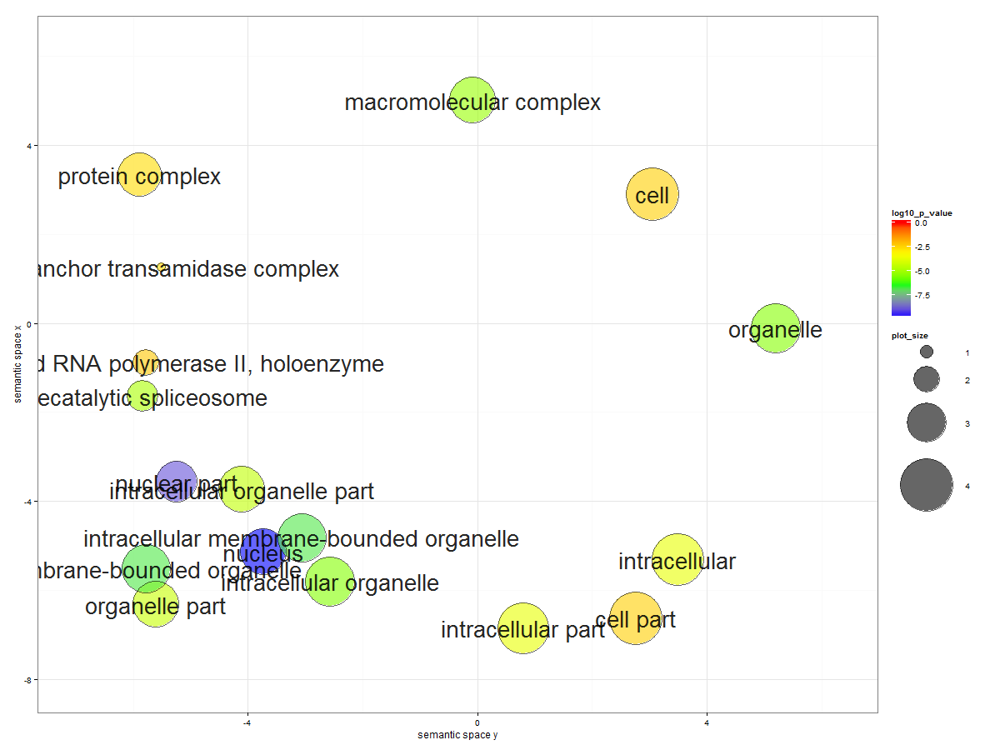 macromolecular complex
4
protein complex
cell
log10_p_value
0.0
-2.5
-5.0
-7.5
anchor transamidase complex
0
organelle
semantic space x
plot_size
1
2
3
4
d RNA polymerase II, holoenzyme
ecatalytic spliceosome
nuclear part
intracellular organelle part
-4
intracellular membrane-bounded organelle
nucleus
mbrane-bounded organelle
intracellular organelle
intracellular
organelle part
intracellular part
cell part
-8
-4
0
4
semantic space y